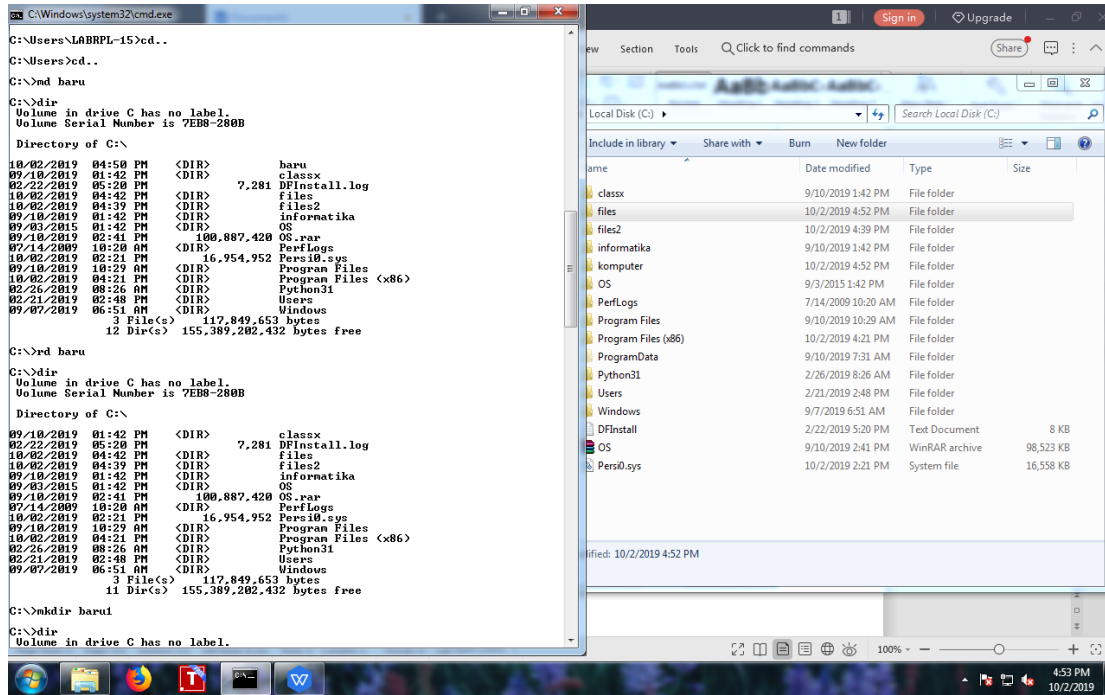 C:\Windows\system32\cmd.exe
C:\Users\LABRPL-15>cd..
C:\Users>cd..
C:\>md baru
C:\>dir
Volume in drive C has no label.
Volume Serial Number is 7EB8-280B
Directory of C:\
10/02/2019 04:50 PM <DIR> baru
09/10/2019 01:42 PM <DIR> classx
02/22/2019 05:20 PM 7,281 DFInstall.log
10/02/2019 04:42 PM <DIR> files
10/02/2019 04:39 PM <DIR> files2
09/10/2019 01:42 PM <DIR> informatika
09/03/2015 01:42 PM <DIR> OS
09/10/2019 02:41 PM 100,887,420 OS.rar
07/14/2009 10:20 AM <DIR> PerfLogs
10/02/2019 02:21 PM 16,954,952 Persi0.sys
09/10/2019 10:29 AM <DIR> Program Files
10/02/2019 04:21 PM <DIR> Program Files (x86)
02/26/2019 08:26 AM <DIR> Python31
02/21/2019 02:48 PM <DIR> Users
09/07/2019 06:51 AM <DIR> Windows
3 File(s) 117,849,653 bytes
12 Dir(s) 155,389,202,432 bytes free
C:\>rd baru
C:\>dir
Volume in drive C has no label.
Volume Serial Number is 7EB8-280B
Directory of C:\
09/10/2019 01:42 PM <DIR> classx
02/22/2019 05:20 PM 7,281 DFInstall.log
10/02/2019 04:42 PM <DIR> files
10/02/2019 04:39 PM <DIR> files2
09/10/2019 01:42 PM <DIR> informatika
09/03/2015 01:42 PM <DIR> OS
09/10/2019 02:41 PM 100,887,420 OS.rar
07/14/2009 10:20 AM <DIR> PerfLogs
10/02/2019 02:21 PM 16,954,952 Persi0.sys
09/10/2019 10:29 AM <DIR> Program Files
10/02/2019 04:21 PM <DIR> Program Files (x86)
02/26/2019 08:26 AM <DIR> Python31
02/21/2019 02:48 PM <DIR> Users
09/07/2019 06:51 AM <DIR> Windows
3 File(s) 117,849,653 bytes
11 Dir(s) 155,389,202,432 bytes free
C:\>mkdir baru1
C:\>dir
Volume in drive C has no label.
1 Sign in Upgrade
ew Section Tools Click to find commands Share
Local Disk (C:) Search Local Disk (C:)
Include in library Share with Burn New folder
ame Date modified Type Size
classx 9/10/2019 1:42 PM File folder
files 10/2/2019 4:52 PM File folder
files2 10/2/2019 4:39 PM File folder
informatika 9/10/2019 1:42 PM File folder
komputer 10/2/2019 4:52 PM File folder
OS 9/3/2015 1:42 PM File folder
PerfLogs 7/14/2009 10:20 AM File folder
Program Files 9/10/2019 10:29 AM File folder
Program Files (x86) 10/2/2019 4:21 PM File folder
ProgramData 9/10/2019 7:31 AM File folder
Python31 2/26/2019 8:26 AM File folder
Users 2/21/2019 2:48 PM File folder
Windows 9/7/2019 6:51 AM File folder
DFInstall 2/22/2019 5:20 PM Text Document 8 KB
OS 9/10/2019 2:41 PM WinRAR archive 98,523 KB
Persi0.sys 10/2/2019 2:21 PM System file 16,558 KB
ified: 10/2/2019 4:52 PM
100%
4:53 PM
10/2/2019